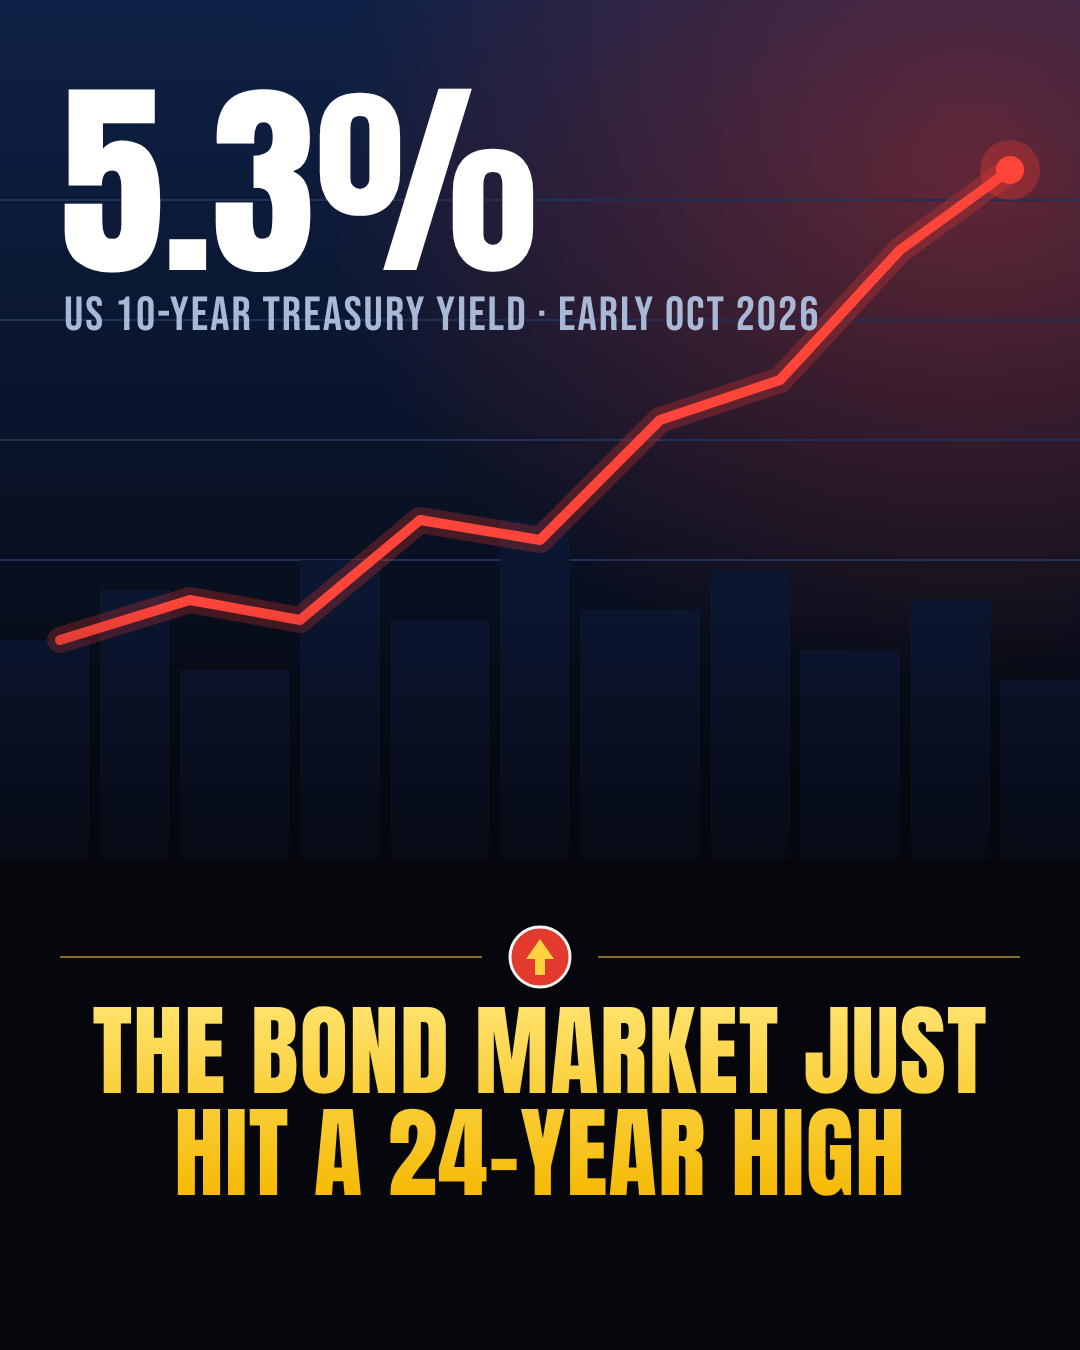 5.3%
US 10-YEAR TREASURY YIELD · EARLY OCT 2026
THE BOND MARKET JUST
HIT A 24-YEAR HIGH